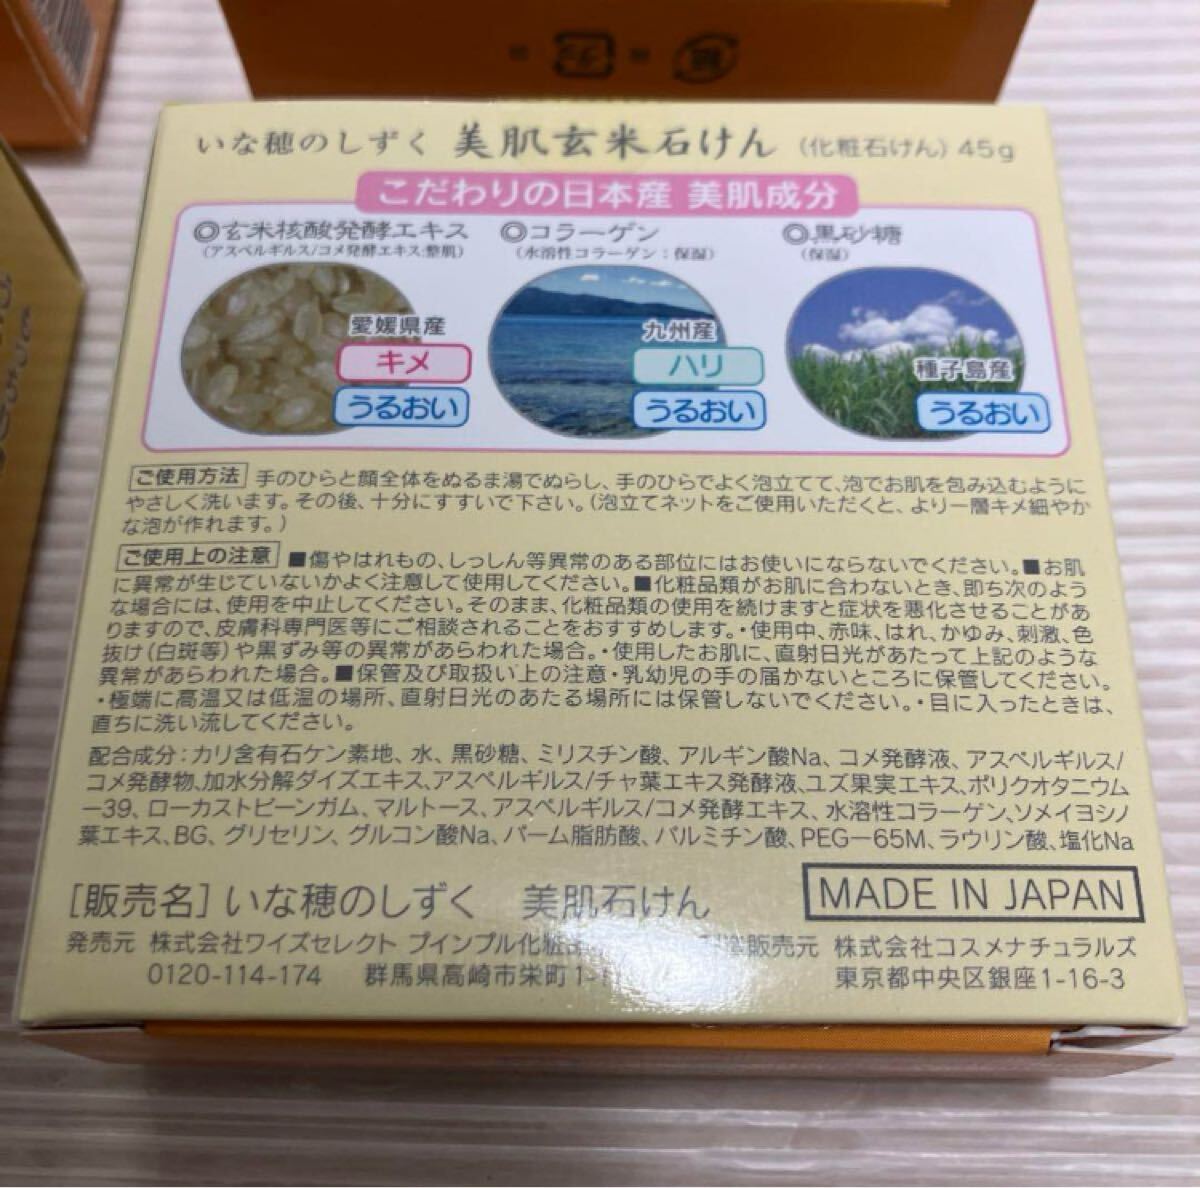 いな穂のしずく 美肌玄米石けん (化粧石けん) 45g
こだわりの日本産 美肌成分
◎玄米核酸発酵エキス
(アスペルギルス/コメ発酵エキス:整肌)
愛媛県産
キメ
うるおい
◎コラーゲン
(水溶性コラーゲン:保湿)
九州産
ハリ
うるおい
◎黒砂糖
(保湿)
種子島産
うるおい
ご使用方法 手のひらと顔全体をぬるま湯でぬらし、手のひらでよく泡立てて、泡でお肌を包み込むように
やさしく洗います。その後、十分にすすいで下さい。(泡立てネットをご使用いただくと、より一層キメ細やか
な泡が作れます。)
ご使用上の注意 ■傷やはれもの、しっしん等異常のある部位にはお使いにならないでください。■お肌
に異常が生じていないかよく注意して使用してください。■化粧品類がお肌に合わないとき、即ち次のよう
な場合には、使用を中止してください。そのまま、化粧品類の使用を続けますと症状を悪化させることがあ
りますので、皮膚科専門医等にご相談されることをおすすめします。・使用中、赤味、はれ、かゆみ、刺激、色
抜け(白斑等)や黒ずみ等の異常があらわれた場合。・使用したお肌に、直射日光があたって上記のような
異常があらわれた場合。■保管及び取扱い上の注意・乳幼児の手の届かないところに保管してください。
・極端に高温又は低温の場所、直射日光のあたる場所には保管しないでください。・目に入ったときは、
直ちに洗い流してください。
配合成分:カリ含有石ケン素地、水、黒砂糖、ミリスチン酸、アルギン酸Na、コメ発酵液、アスペルギルス/
コメ発酵物、加水分解ダイズエキス、アスペルギルス/チャ葉エキス発酵液、ユズ果実エキス、ポリクオタニウム
ー39、ローカストビーンガム、マルトース、アスペルギルス/コメ発酵エキス、水溶性コラーゲン、ソメイヨシノ
葉エキス、BG、グリセリン、グルコン酸Na、パーム脂肪酸、パルミチン酸、PEGー65M、ラウリン酸、塩化Na
[販売名] いな穂のしずく 美肌石けん
MADE IN JAPAN
発売元 株式会社ワイズセレクト プインプル化粧品 販売元 株式会社コスメナチュラルズ
0120-114-174 群馬県高崎市栄町 東京都中央区銀座1-16-3